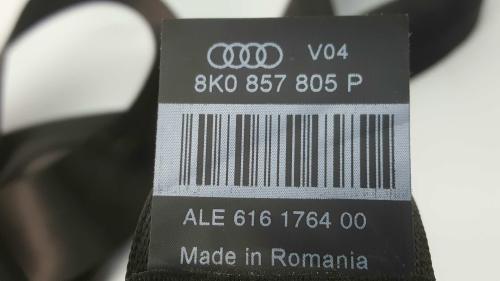 V04
8K0 857 805 P
ALE 616 1764 00
Made in Romania